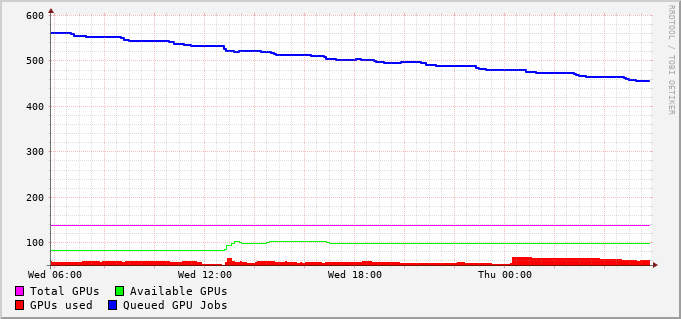 600
500
400
300
200
100
Wed 06:00 Wed 12:00 Wed 18:00 Thu 00:00
Total GPUs Available GPUs
GPUs used Queued GPU Jobs
RRDTOOL / TOBI OETIKER